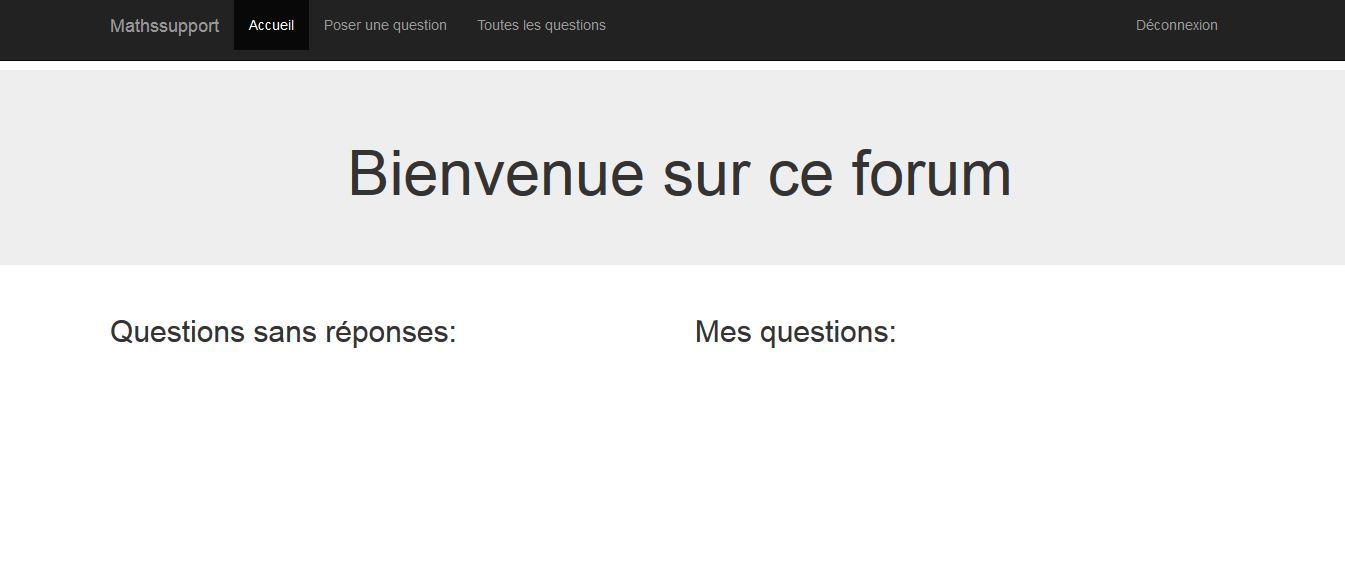 Mathssupport Accueil Poser une question Toutes les questions Déconnexion
Bienvenue sur ce forum
Questions sans réponses: Mes questions: